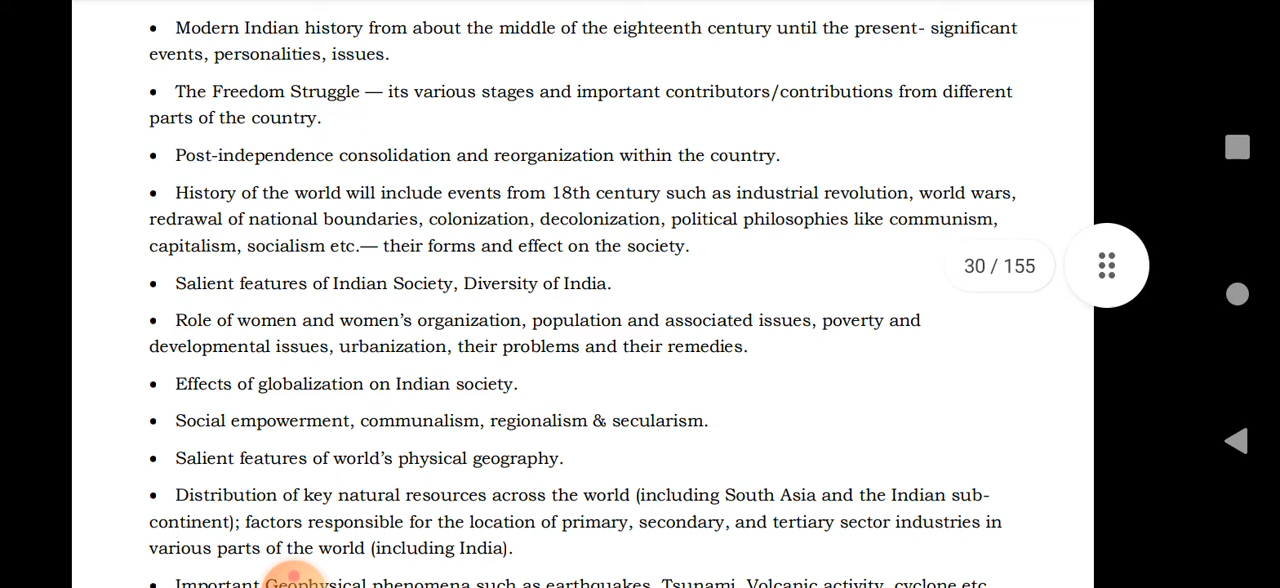 • Modern Indian history from about the middle of the eighteenth century until the present- significant
events, personalities, issues.
• The Freedom Struggle — its various stages and important contributors/contributions from different
parts of the country.
• Post-independence consolidation and reorganization within the country.
• History of the world will include events from 18th century such as industrial revolution, world wars,
redrawal of national boundaries, colonization, decolonization, political philosophies like communism,
capitalism, socialism etc.— their forms and effect on the society.
30 / 155
• Salient features of Indian Society, Diversity of India.
• Role of women and women’s organization, population and associated issues, poverty and
developmental issues, urbanization, their problems and their remedies.
• Effects of globalization on Indian society.
• Social empowerment, communalism, regionalism & secularism.
• Salient features of world’s physical geography.
• Distribution of key natural resources across the world (including South Asia and the Indian sub-
continent); factors responsible for the location of primary, secondary, and tertiary sector industries in
various parts of the world (including India).
• Important Geophysical phenomena such as earthquakes, Tsunami, Volcanic activity, cyclone etc.